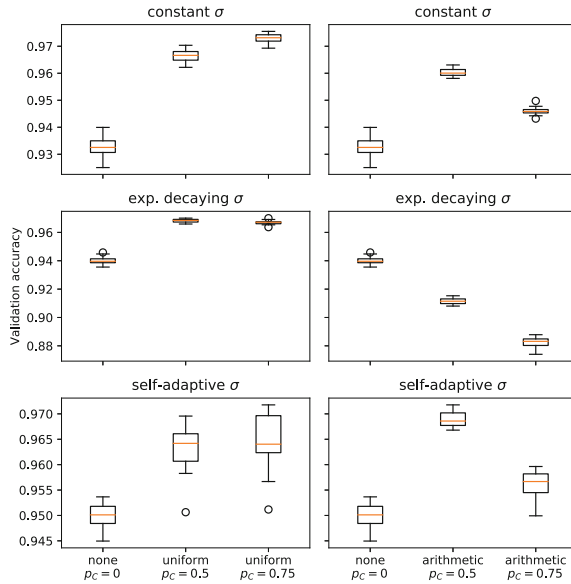 constant σ
constant σ
0.97
0.96
0.95
0.94
0.93
exp. decaying σ
exp. decaying σ
Validation accuracy
0.96
0.94
0.92
0.90
0.88
self-adaptive σ
self-adaptive σ
0.970
0.965
0.960
0.955
0.950
0.945
none uniform uniform none arithmetic arithmetic
p_C = 0 p_C = 0.5 p_C = 0.75 p_C = 0 p_C = 0.5 p_C = 0.75